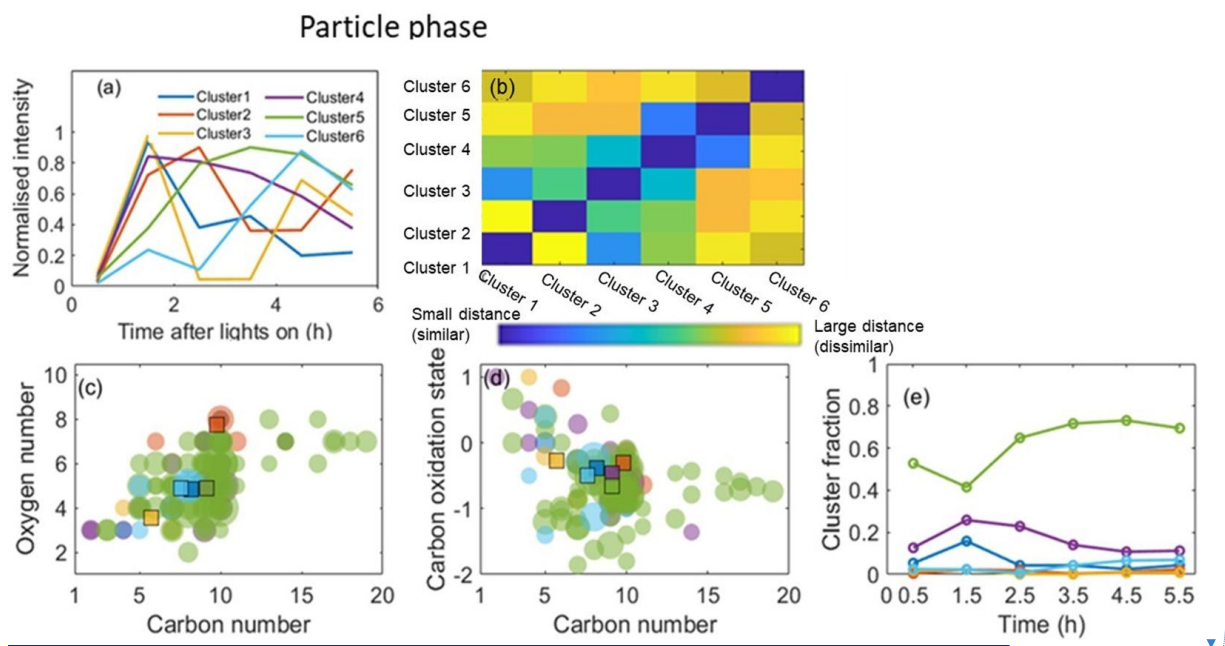 Particle phase
(a)
Cluster1
Cluster2
Cluster3
Cluster4
Cluster5
Cluster6
Normalised intensity
1
0.8
0.6
0.4
0.2
0
0 2 4 6
Time after lights on (h)
(b)
Cluster 6
Cluster 5
Cluster 4
Cluster 3
Cluster 2
Cluster 1
Cluster 1 Cluster 2 Cluster 3 Cluster 4 Cluster 5 Cluster 6
Small distance
(similar)
Large distance
(dissimilar)
(c)
Oxygen number
10
8
6
4
2
1 5 10 15 20
Carbon number
(d)
Carbon oxidation state
1
0
-1
-2
1 5 10 15 20
Carbon number
(e)
Cluster fraction
1
0.8
0.6
0.4
0.2
0
0 0.5 1.5 2.5 3.5 4.5 5.5
Time (h)